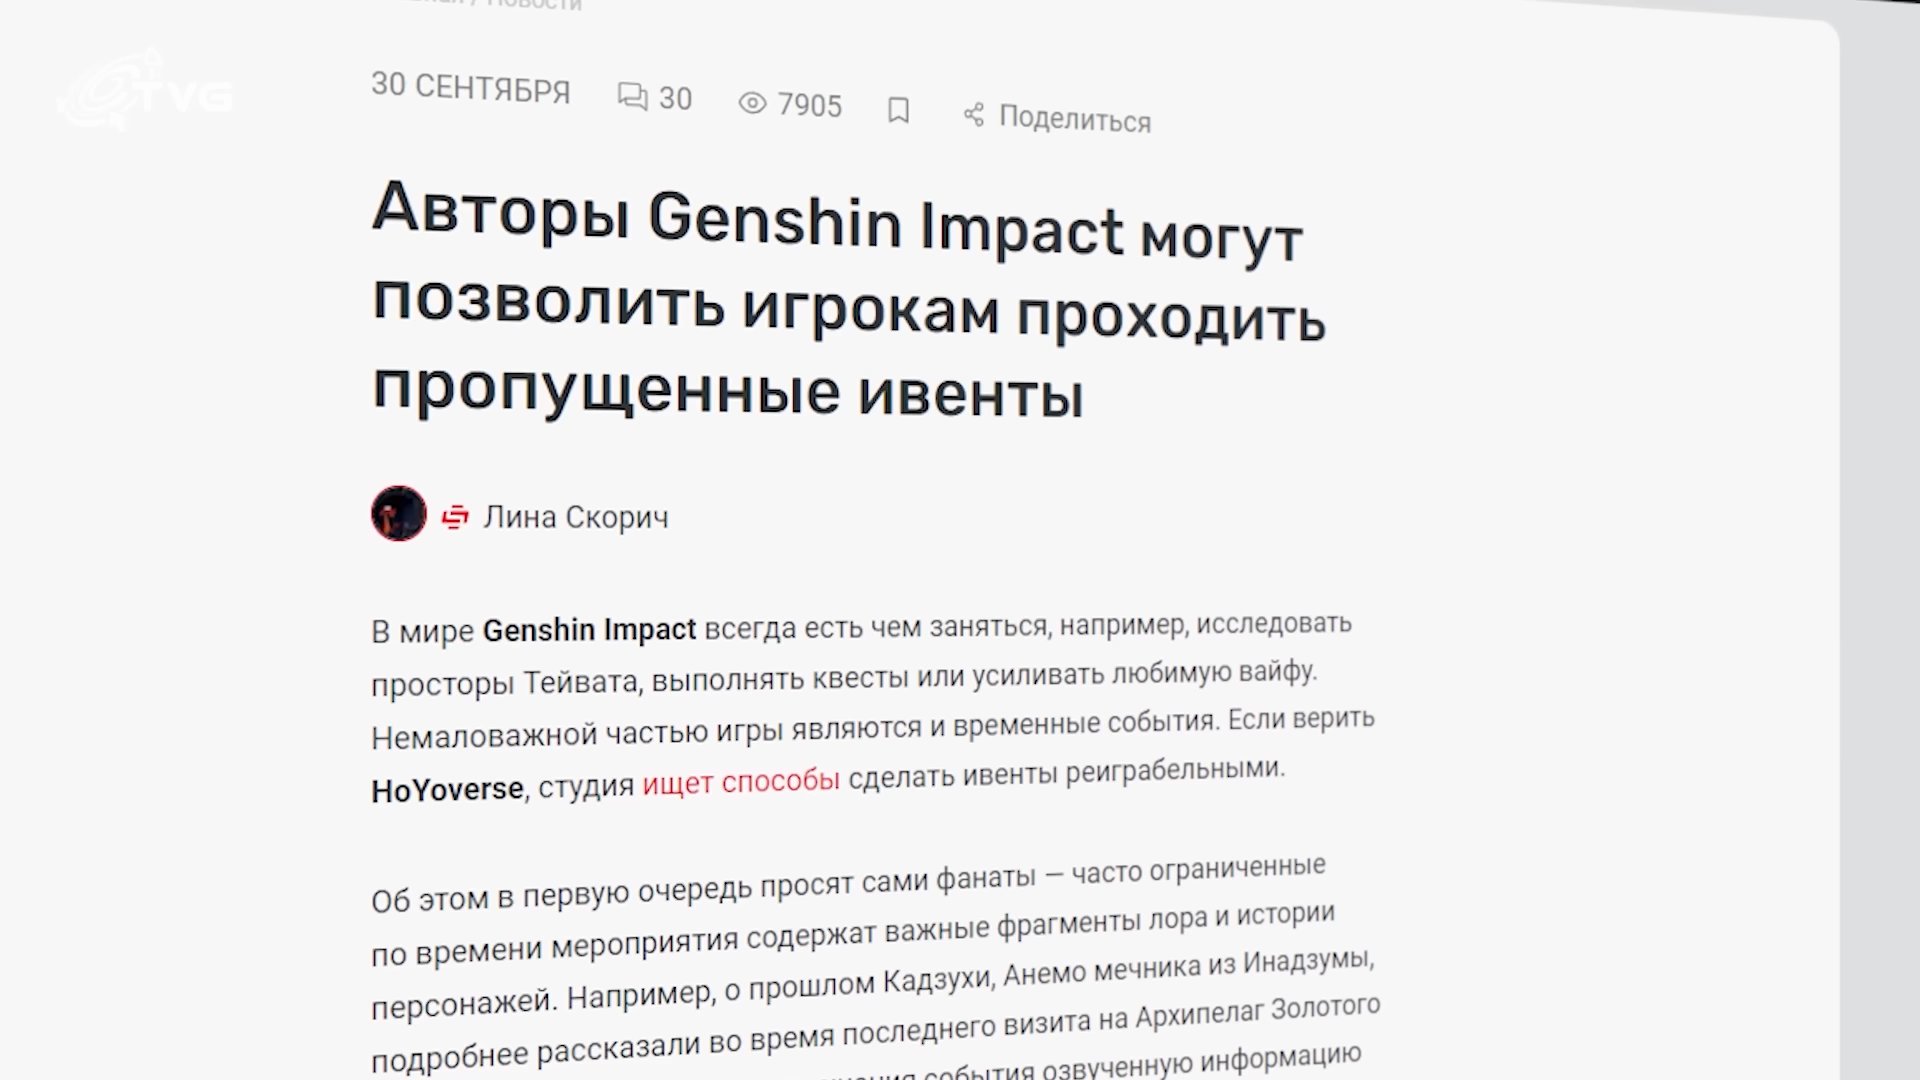 Новости
TVG
30 СЕНТЯБРЯ 30 7905 Поделиться
Авторы Genshin Impact могут
позволить игрокам проходить
пропущенные ивенты
Лина Скорич
В мире Genshin Impact всегда есть чем заняться, например, исследовать
просторы Тейвата, выполнять квесты или усиливать любимую вайфу.
Немаловажной частью игры являются и временные события. Если верить
HoYoverse, студия ищет способы сделать ивенты реиграбельными.
Об этом в первую очередь просят сами фанаты — часто ограниченные
по времени мероприятия содержат важные фрагменты лора и истории
персонажей. Например, о прошлом Кадзухи, Анемо мечника из Инадзумы,
подробнее рассказали во время последнего визита на Архипелаг Золотого
события озвученную информацию